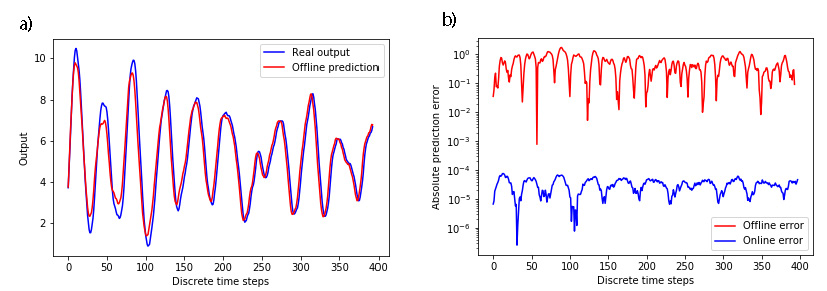 a)
Output
10
8
6
4
2
0 50 100 150 200 250 300 350 400
Discrete time steps
Real output
Offline prediction
b)
Absolute prediction error
10⁰
10⁻¹
10⁻²
10⁻³
10⁻⁴
10⁻⁵
10⁻⁶
0 50 100 150 200 250 300 350 400
Discrete time steps
Offline error
Online error